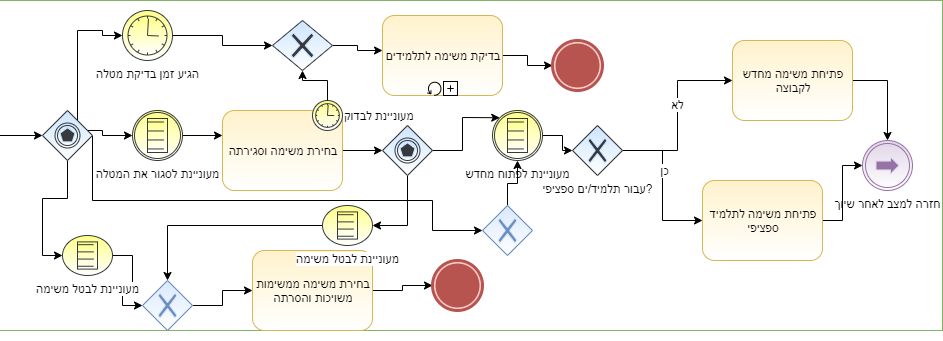 הגיע זמן בדיקת מטלה
בדיקת משימה לתלמידים
פתיחת משימה מחדש
לקבוצה
לא
מעוניינת לבדוק
בחירת משימה וסגירתה
מעוניינת לסגור את המטלה
מעוניינת לפתוח מחדש
עבור תלמיד/ים ספציפי?
כן
חזרה למצב לאחר שיוך
פתיחת משימה לתלמיד
ספציפי
מעוניינת לבטל משימה
מעוניינת לבטל משימה
בחירת משימה ממשימות
משויכות והסרתה